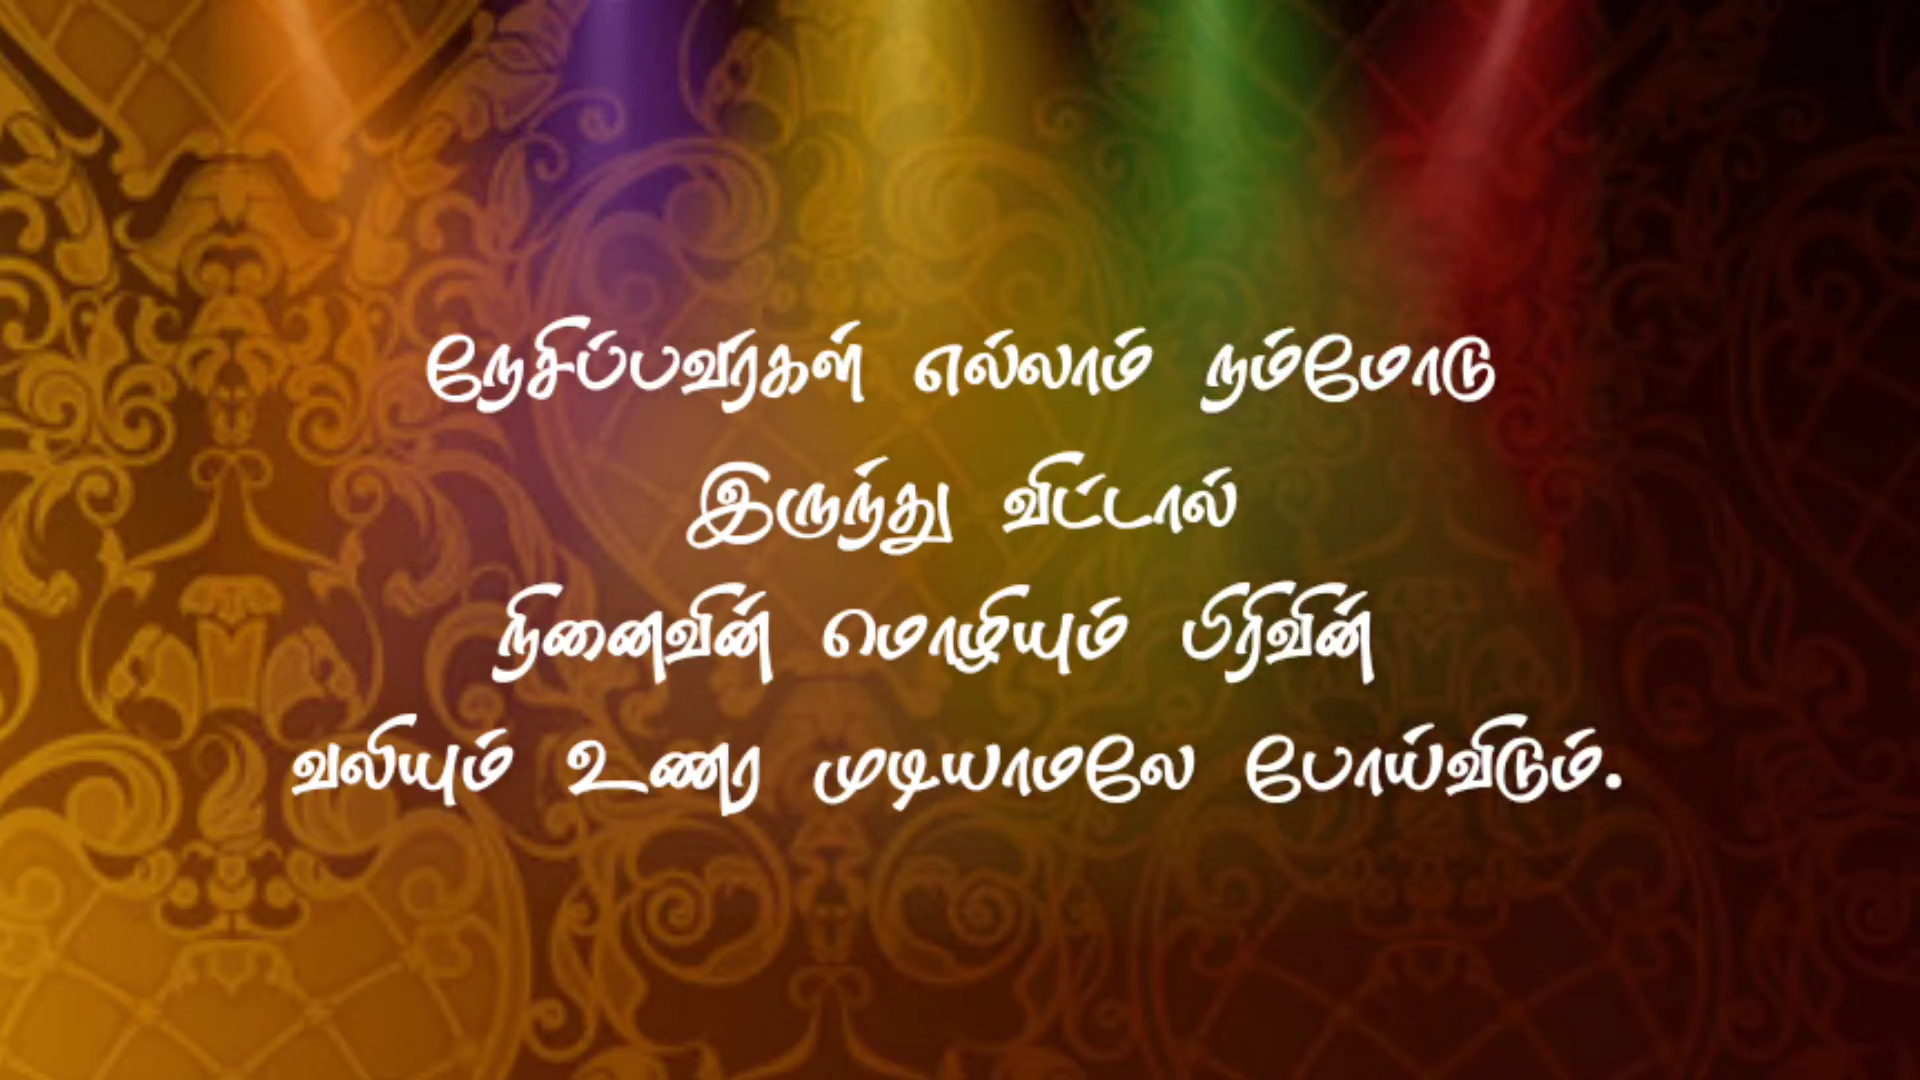 நேசிப்பவர்கள் எல்லாம் நம்மோடு
இருந்து விட்டால்
நினைவின் மொழியும் பிரிவின்
வலியும் உணர முடியாமலே போய்விடும்.